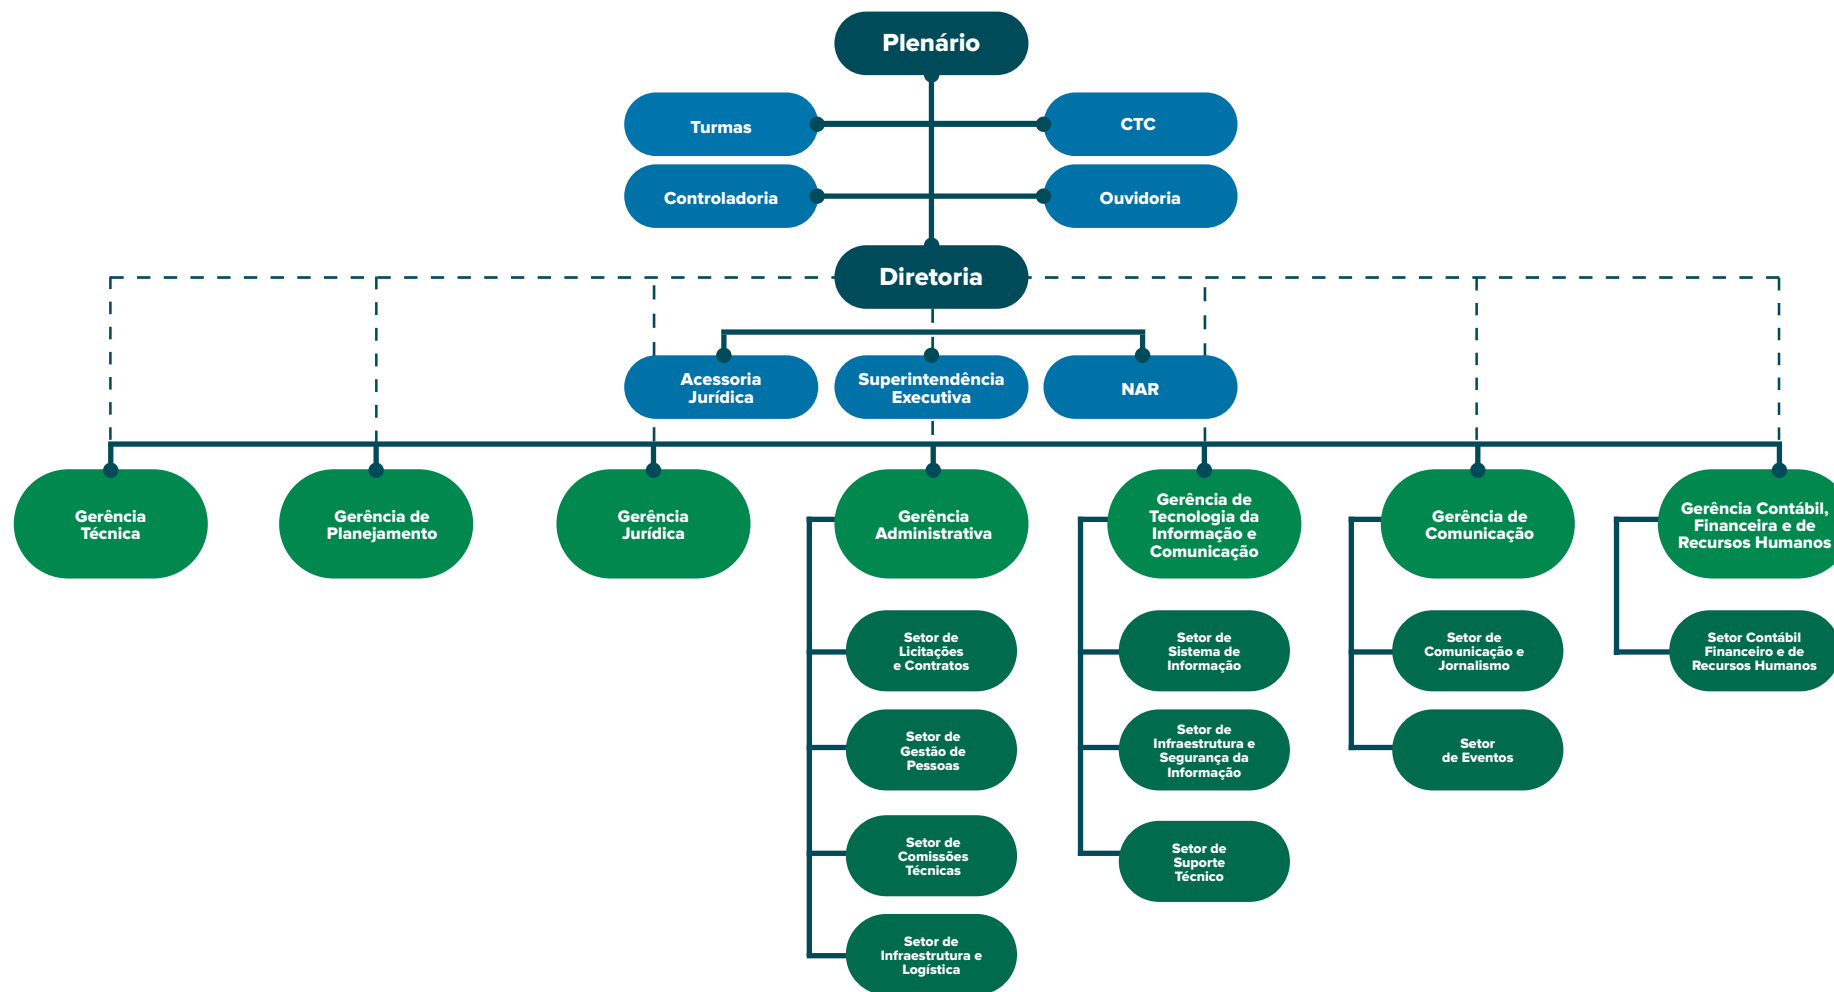 Plenário
Turmas
CTC
Controladoria
Ouvidoria
Diretoria
Acessoria
Jurídica
Superintendência
Executiva
NAR
Gerência
Técnica
Gerência de
Planejamento
Gerência
Jurídica
Gerência
Administrativa
Gerência de
Tecnologia da
Informação e
Comunicação
Gerência de
Comunicação
Gerência Contábil,
Financeira e de
Recursos Humanos
Setor de
Licitações
e Contratos
Setor de
Sistema de
Informação
Setor de
Comunicação e
Jornalismo
Setor Contábil
Financeiro e de
Recursos Humanos
Setor de
Gestão de
Pessoas
Setor de
Infraestrutura e
Segurança da
Informação
Setor
de Eventos
Setor de
Comissões
Técnicas
Setor de
Suporte
Técnico
Setor de
Infraestrutura e
Logística